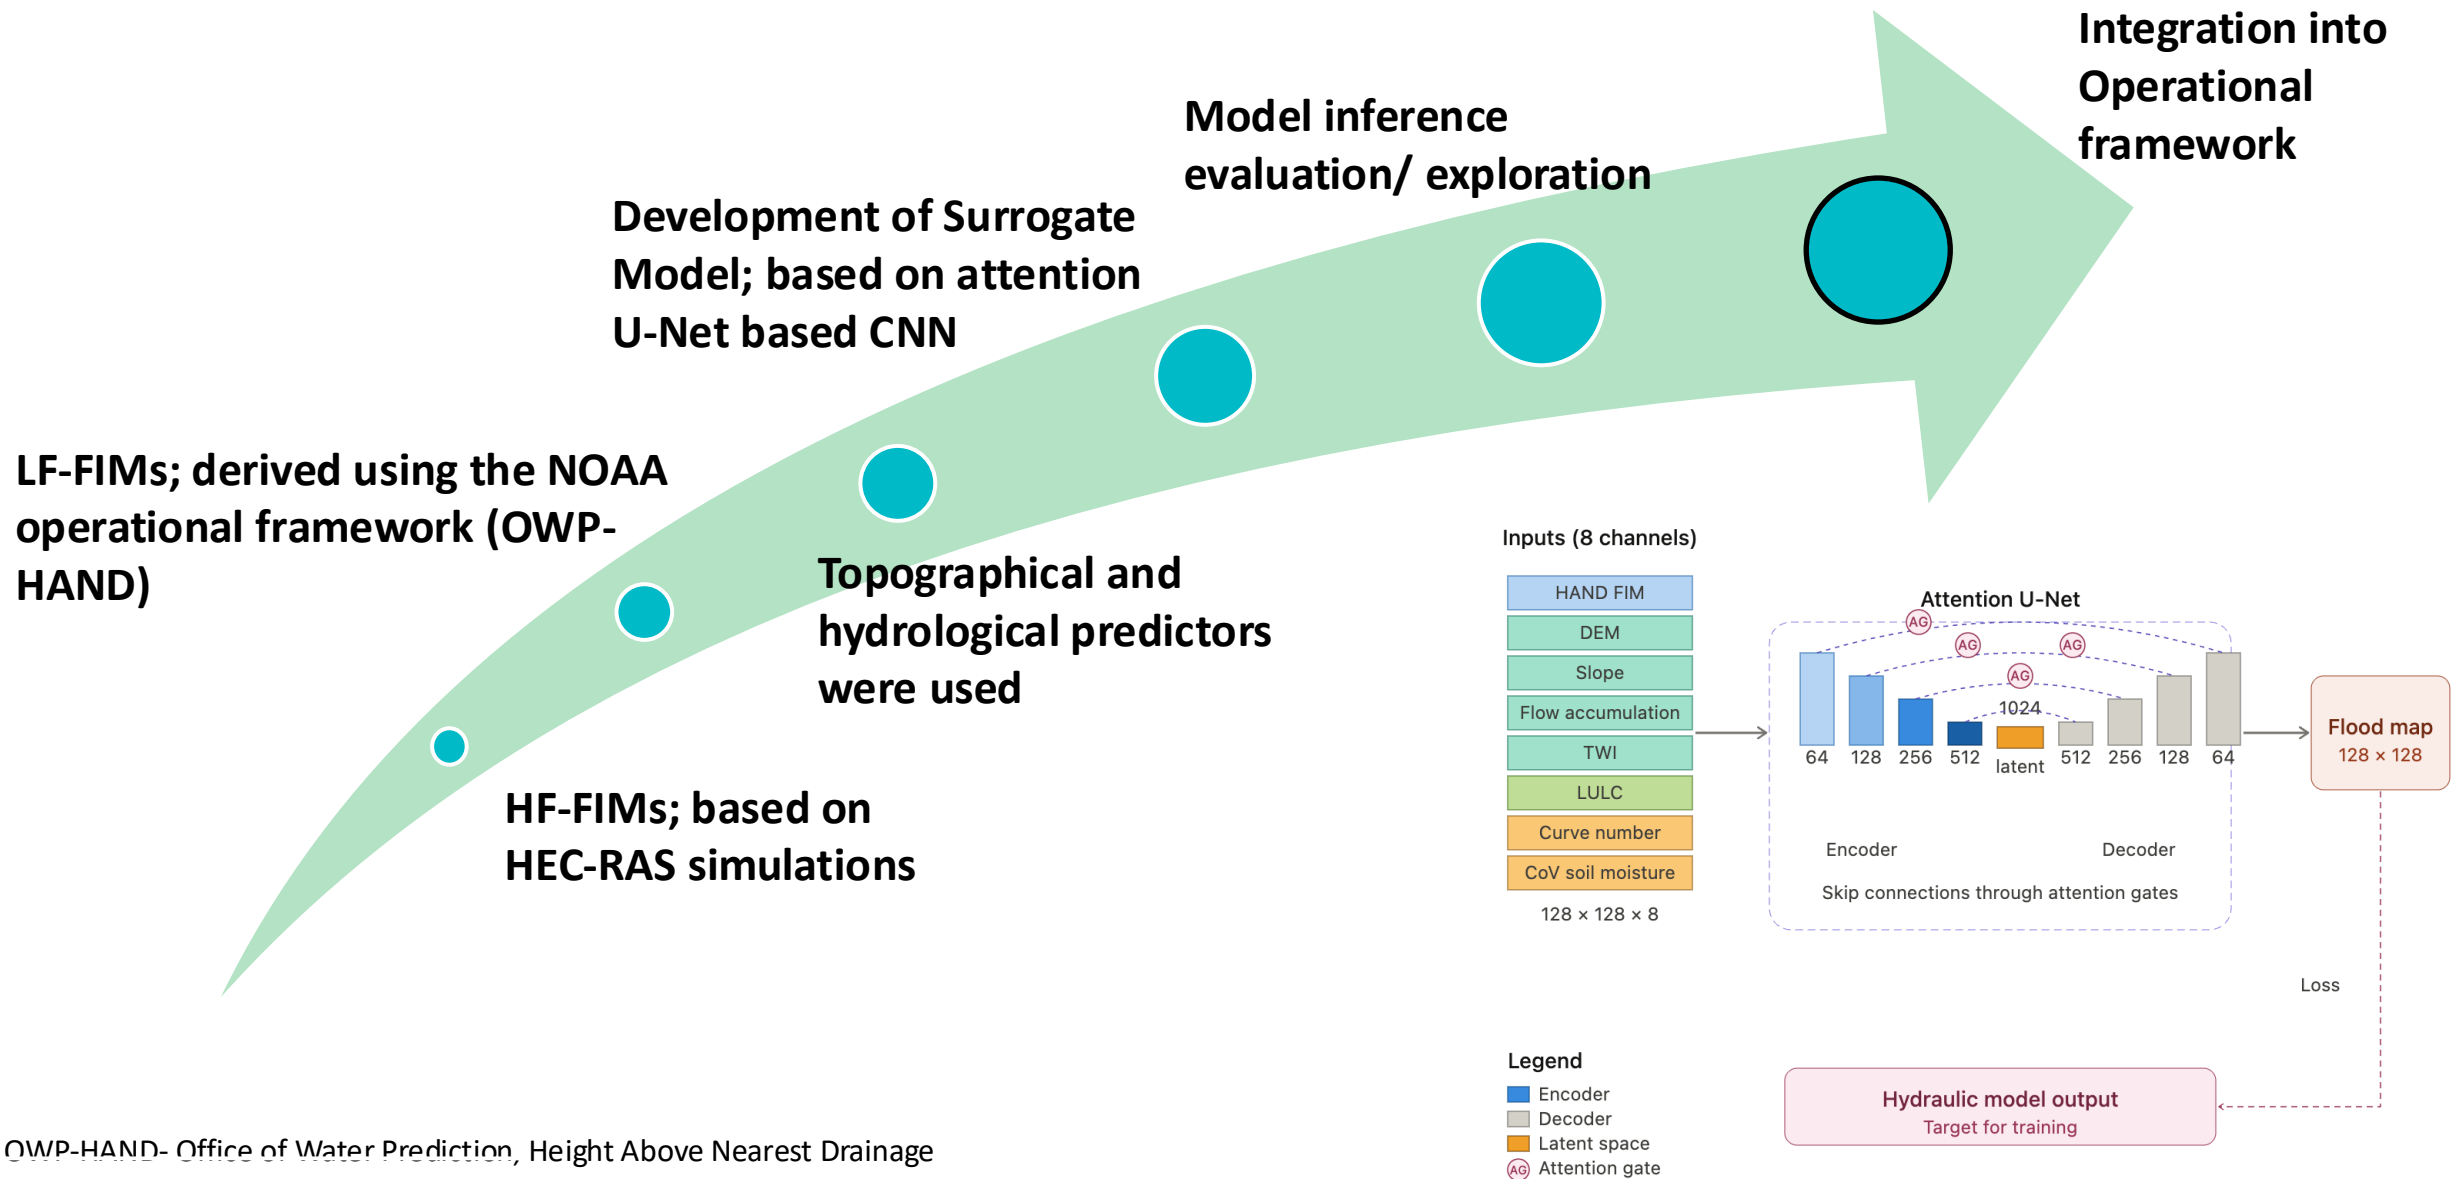 Integration into
Operational
framework
Model inference
evaluation/ exploration
Development of Surrogate
Model; based on attention
U-Net based CNN
LF-FIMs; derived using the NOAA
operational framework (OWP-
HAND)
Topographical and
hydrological predictors
were used
HF-FIMs; based on
HEC-RAS simulations
Inputs (8 channels)
HAND FIM
DEM
Slope
Flow accumulation
TWI
LULC
Curve number
CoV soil moisture
128 × 128 × 8
Attention U-Net
AG
AG
AG
AG
1024
64
128
256
512
latent
512
256
128
64
Encoder
Decoder
Skip connections through attention gates
Flood map
128 × 128
Loss
Hydraulic model output
Target for training
Legend
Encoder
Decoder
Latent space
AG Attention gate
OWP-HAND- Office of Water Prediction, Height Above Nearest Drainage